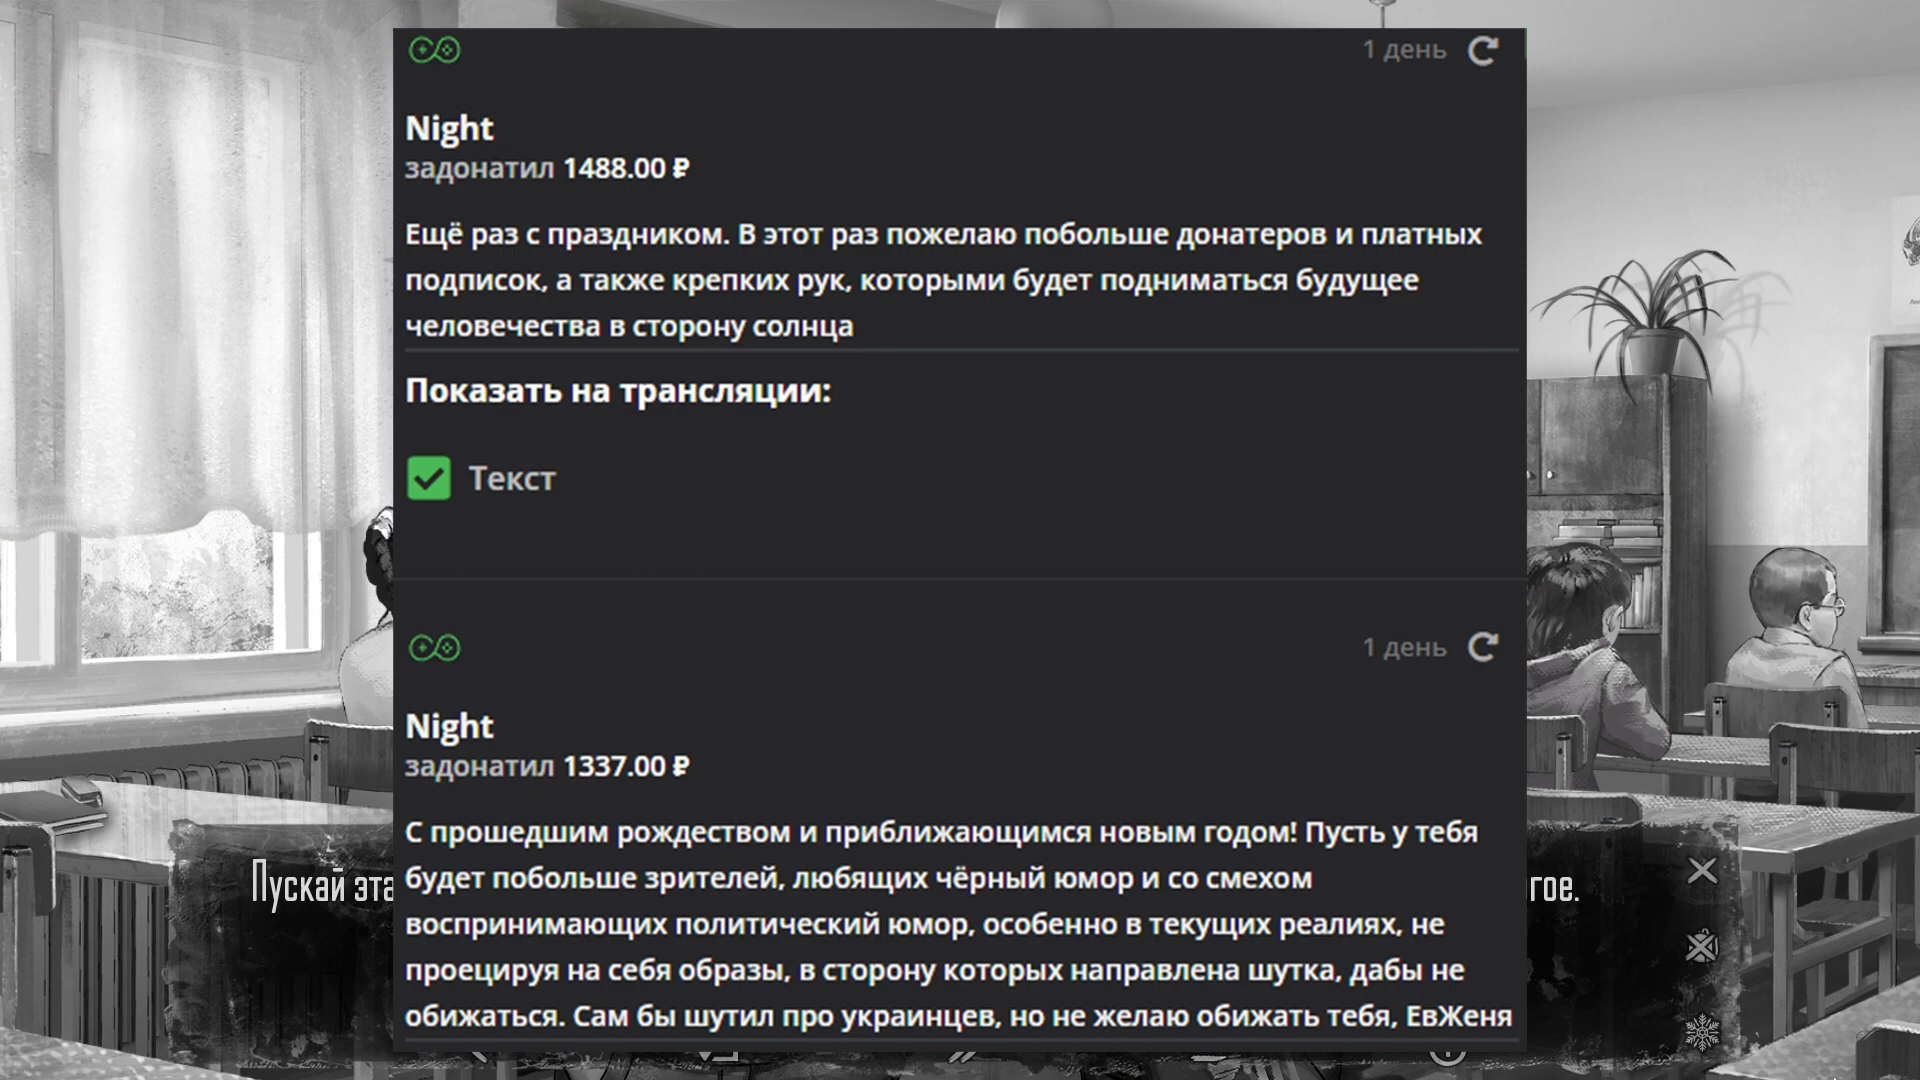 1 день
Night
задонатил 1488.00 ₽
Ещё раз с праздником. В этот раз пожелаю побольше донатеров и платных
подписок, а также крепких рук, которыми будет подниматься будущее
человечества в сторону солнца
Показать на трансляции:
Текст
1 день
Night
задонатил 1337.00 ₽
С прошедшим рождеством и приближающимся новым годом! Пусть у тебя
будет побольше зрителей, любящих чёрный юмор и со смехом
воспринимающих политический юмор, особенно в текущих реалиях, не
проецируя на себя образы, в сторону которых направлена шутка, дабы не
обижаться. Сам бы шутил про украинцев, но не желаю обижать тебя, ЕвЖеня
Пускай эта гое.